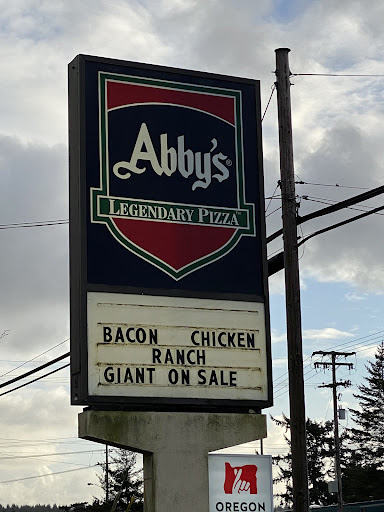 Abby's®
LEGENDARY PIZZA
BACON CHICKEN
RANCH
GIANT ON SALE
OREGON